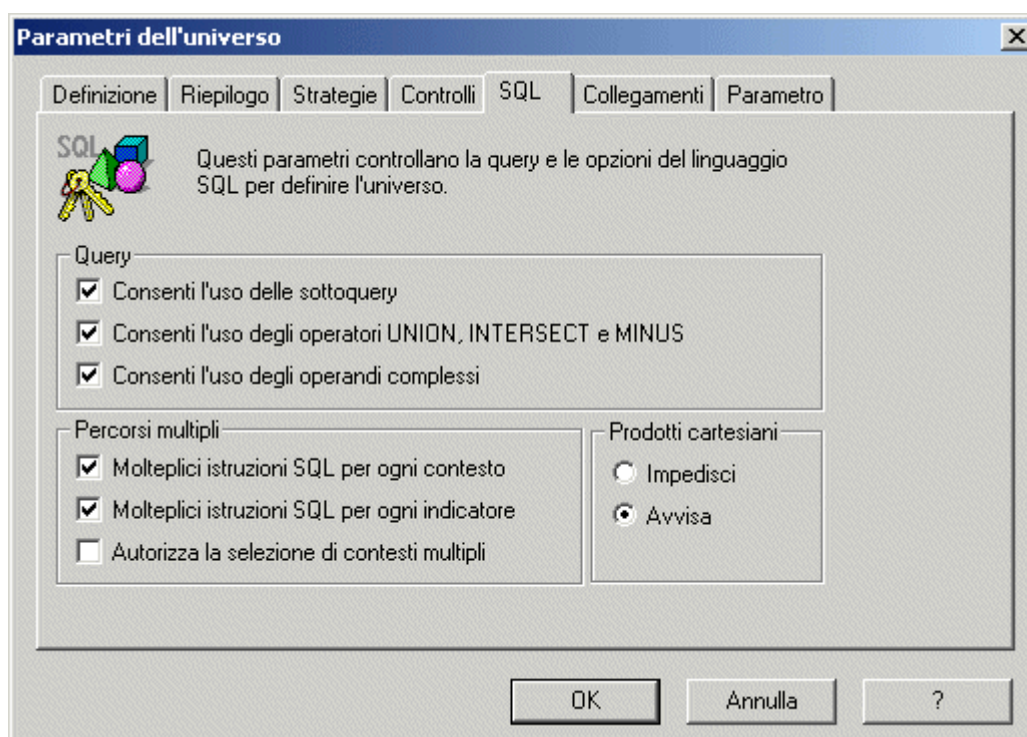 Parametri dell'universo
Definizione Riepilogo Strategie Controlli SQL Collegamenti Parametro
SQL
Questi parametri controllano la query e le opzioni del linguaggio
SQL per definire l'universo.
Query
Consenti l'uso delle sottoquery
Consenti l'uso degli operatori UNION, INTERSECT e MINUS
Consenti l'uso degli operandi complessi
Percorsi multipli
Molteplici istruzioni SQL per ogni contesto
Molteplici istruzioni SQL per ogni indicatore
Autorizza la selezione di contesti multipli
Prodotti cartesiani
Impedisci
Avvisa
OK Annulla ?